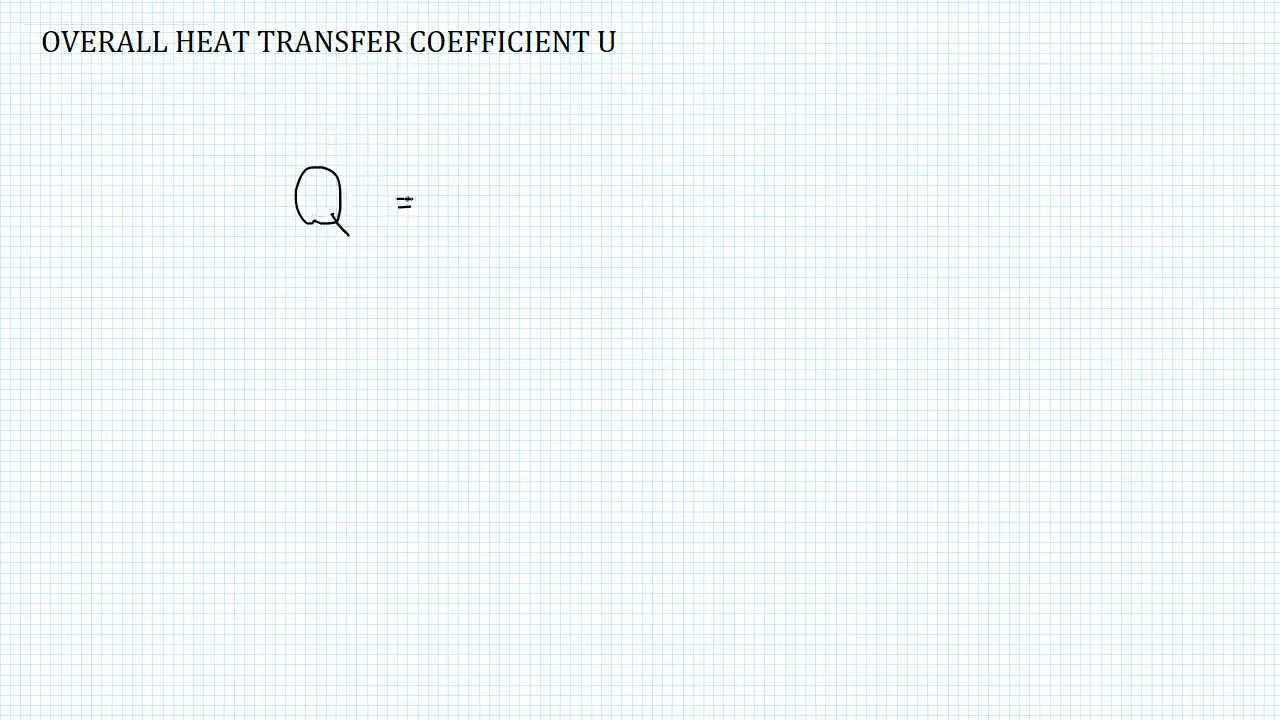 OVERALL HEAT TRANSFER COEFFICIENT U
Q =